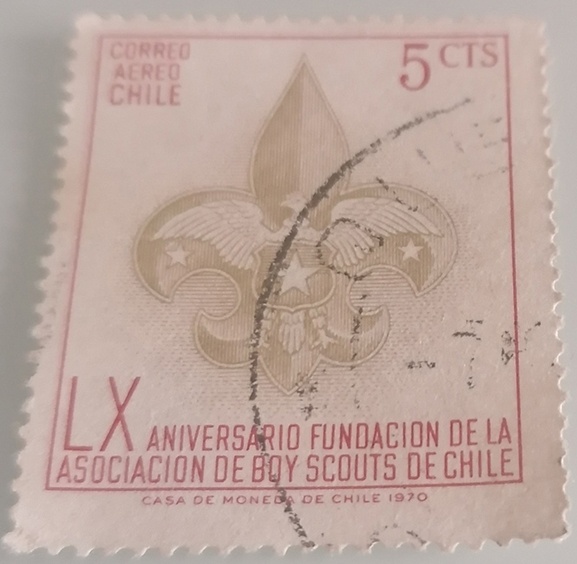 CORREO
AEREO
CHILE
5 CTS
LX ANIVERSARIO FUNDACION DE LA
ASOCIACION DE BOY SCOUTS DE CHILE
CASA DE MONEDA DE CHILE 1970